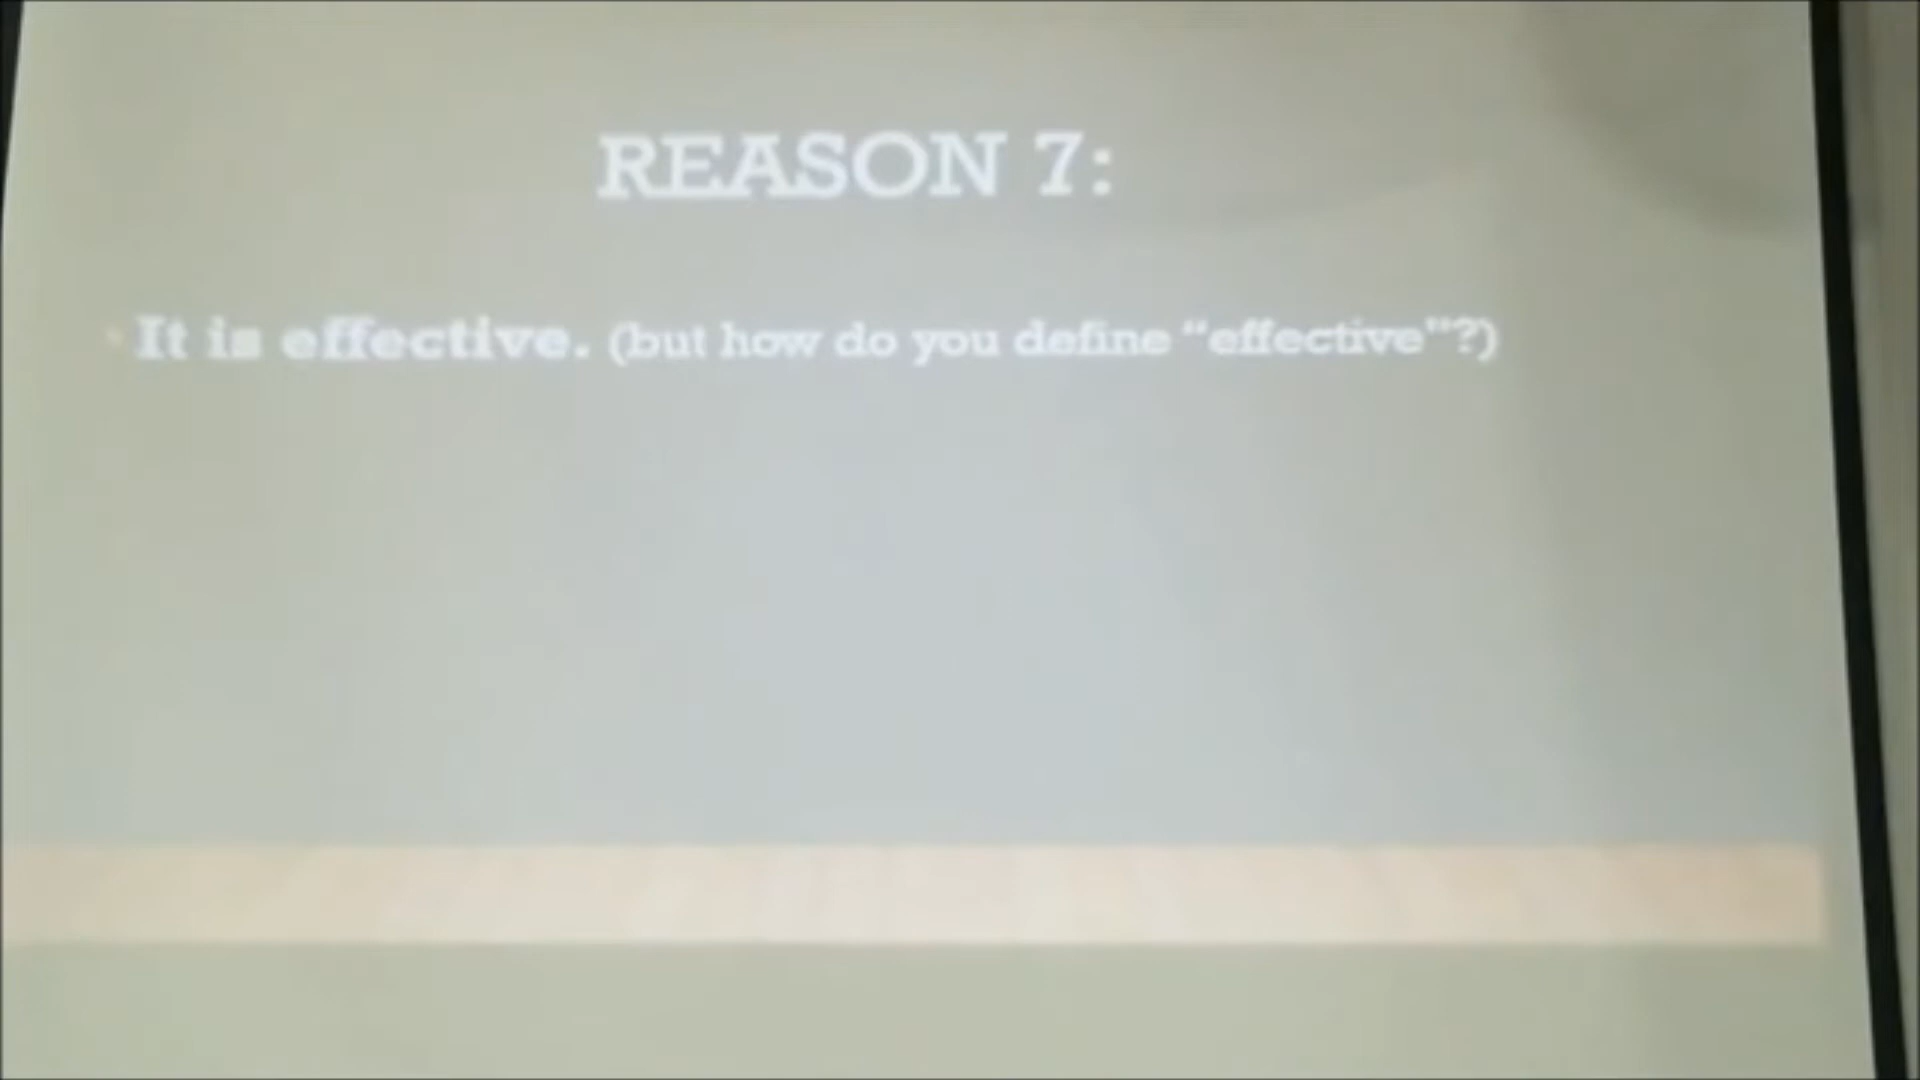 REASON 7:
It is effective. (but how do you define “effective”?)